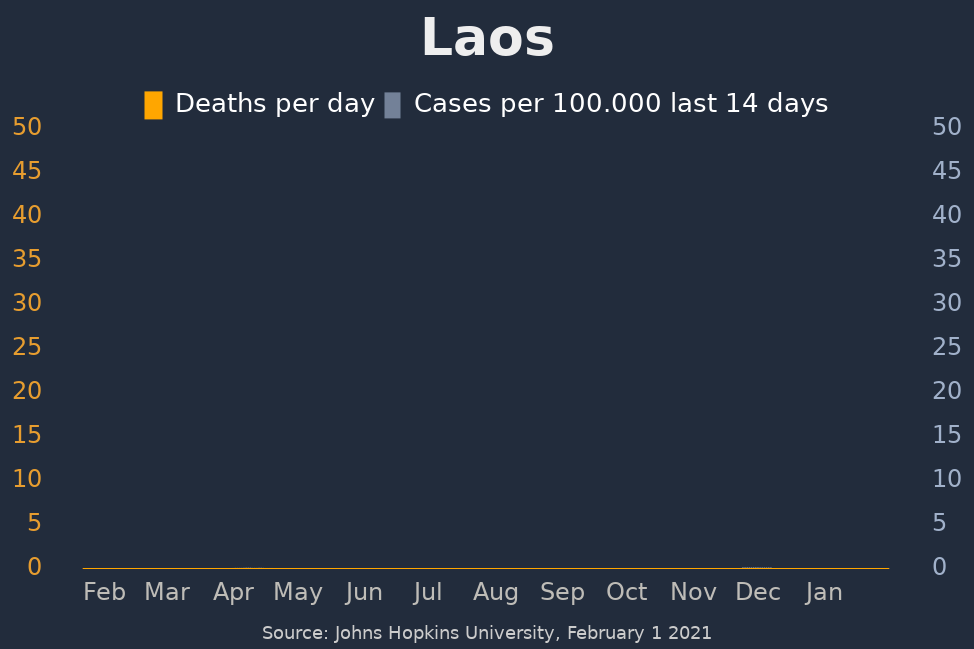 Laos
Deaths per day Cases per 100.000 last 14 days
50 50
45 45
40 40
35 35
30 30
25 25
20 20
15 15
10 10
5 5
0 0
Feb Mar Apr May Jun Jul Aug Sep Oct Nov Dec Jan
Source: Johns Hopkins University, February 1 2021